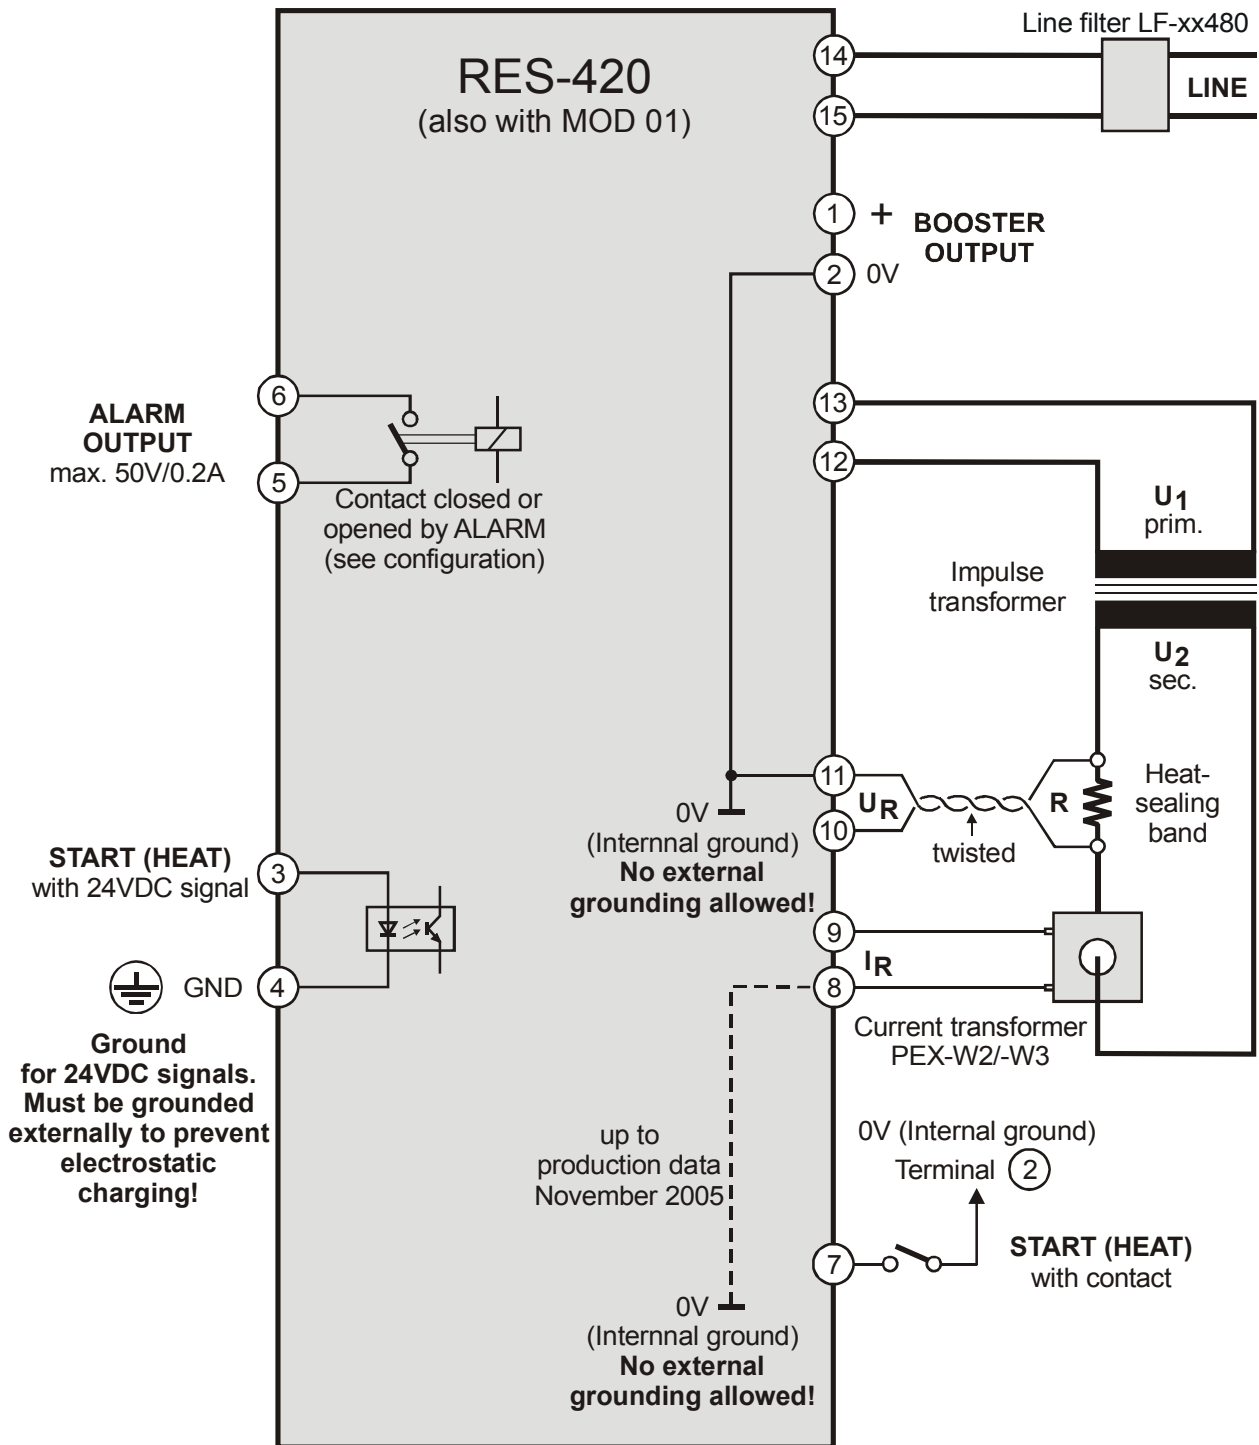 Line filter LF-xx480
RES-420
(also with MOD 01)
14
LINE
15
1
+
BOOSTER
OUTPUT
2
0V
6
ALARM
OUTPUT
max. 50V/0.2A
5
Contact closed or
opened by ALARM
(see configuration)
13
12
U1
prim.
Impulse
transformer
U2
sec.
11
UR
10
R
twisted
Heat-
sealing
band
0V
(Internnal ground)
No external
grounding allowed!
START (HEAT)
with 24VDC signal
3
GND
4
Ground
for 24VDC signals.
Must be grounded
externally to prevent
electrostatic
charging!
9
IR
8
Current transformer
PEX-W2/-W3
up to
production data
November 2005
0V (Internal ground)
Terminal 2
7
START (HEAT)
with contact
0V
(Internnal ground)
No external
grounding allowed!